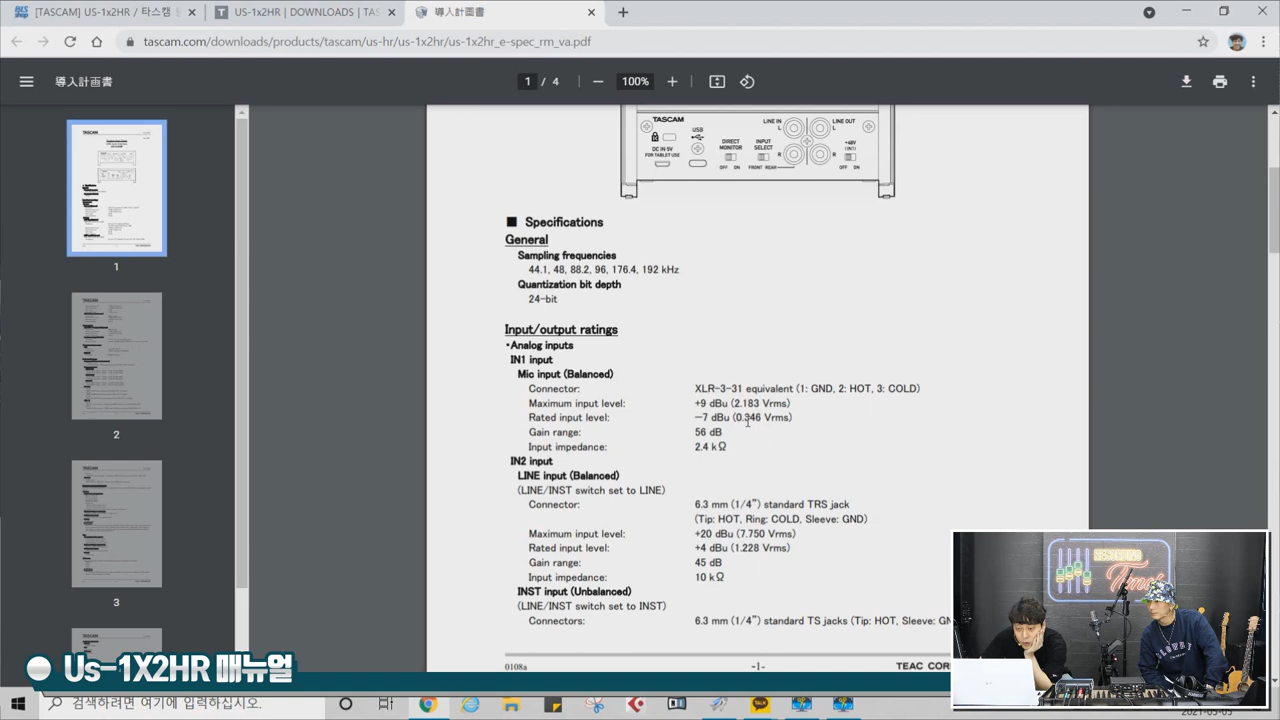 [TASCAM] US-1x2HR / 타스캠 좀
US-1x2HR | DOWNLOADS | TAS
導入計画書
tascam.com/downloads/products/tascam/us-hr/us-1x2hr/us-1x2hr_e-spec_rm_va.pdf
導入計画書
1 / 4
100%
TASCAM
USB
DC IN 5V
FOR TABLET USE
DIRECT MONITOR
OFF ON
INPUT SELECT
FRONT REAR
LINE IN
L
R
LINE OUT
L
R
+48V
(IN1)
OFF ON
■ Specifications
General
Sampling frequencies
44.1, 48, 88.2, 96, 176.4, 192 kHz
Quantization bit depth
24-bit
Input/output ratings
•Analog inputs
IN1 input
Mic input (Balanced)
Connector: XLR-3-31 equivalent (1: GND, 2: HOT, 3: COLD)
Maximum input level: +9 dBu (2.183 Vrms)
Rated input level: −7 dBu (0.346 Vrms)
Gain range: 56 dB
Input impedance: 2.4 kΩ
IN2 input
LINE input (Balanced)
(LINE/INST switch set to LINE)
Connector: 6.3 mm (1/4") standard TRS jack
(Tip: HOT, Ring: COLD, Sleeve: GND)
Maximum input level: +20 dBu (7.750 Vrms)
Rated input level: +4 dBu (1.228 Vrms)
Gain range: 45 dB
Input impedance: 10 kΩ
INST input (Unbalanced)
(LINE/INST switch set to INST)
Connectors: 6.3 mm (1/4") standard TS jacks (Tip: HOT, Sleeve: GN
0108a
-1-
TEAC COR
1
2
3
Us-1X2HR 매뉴얼
검색하려면 여기에 입력하십시오.